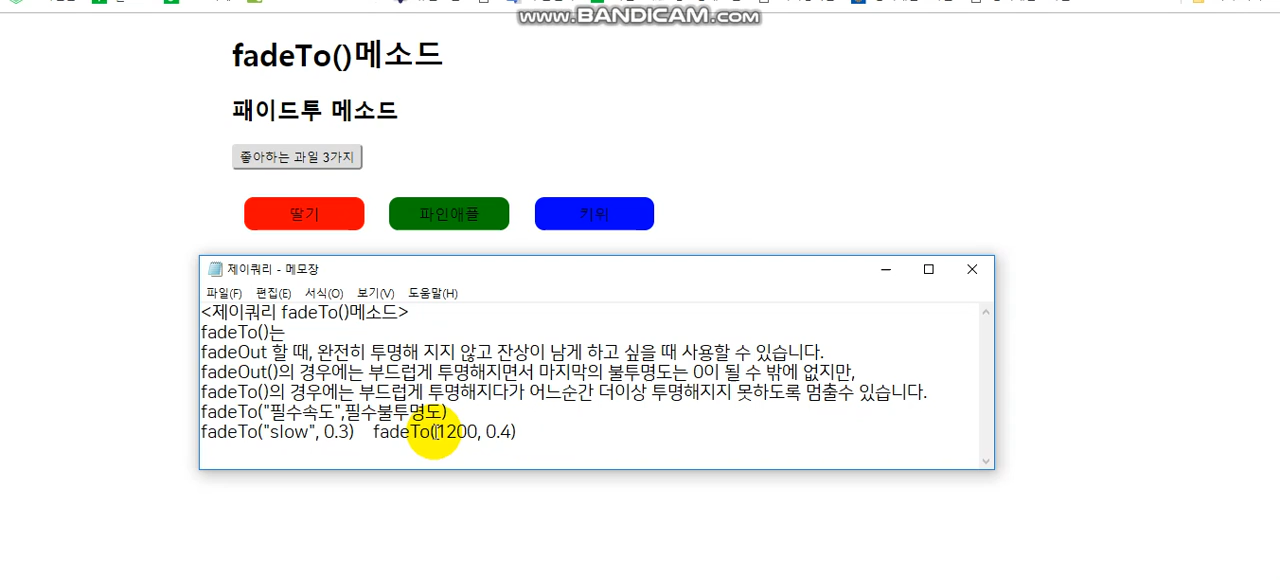 www.BANDICAM.com
fadeTo()메소드
패이드투 메소드
좋아하는 과일 3가지
딸기
파인애플
키위
제이쿼리 - 메모장
파일(F) 편집(E) 서식(O) 보기(V) 도움말(H)
<제이쿼리 fadeTo()메소드>
fadeTo()는
fadeOut 할 때, 완전히 투명해 지지 않고 잔상이 남게 하고 싶을 때 사용할 수 있습니다.
fadeOut()의 경우에는 부드럽게 투명해지면서 마지막의 불투명도는 0이 될 수 밖에 없지만,
fadeTo()의 경우에는 부드럽게 투명해지다가 어느순간 더이상 투명해지지 못하도록 멈출수 있습니다.
fadeTo("필수속도",필수불투명도)
fadeTo("slow", 0.3) fadeTo(1200, 0.4)